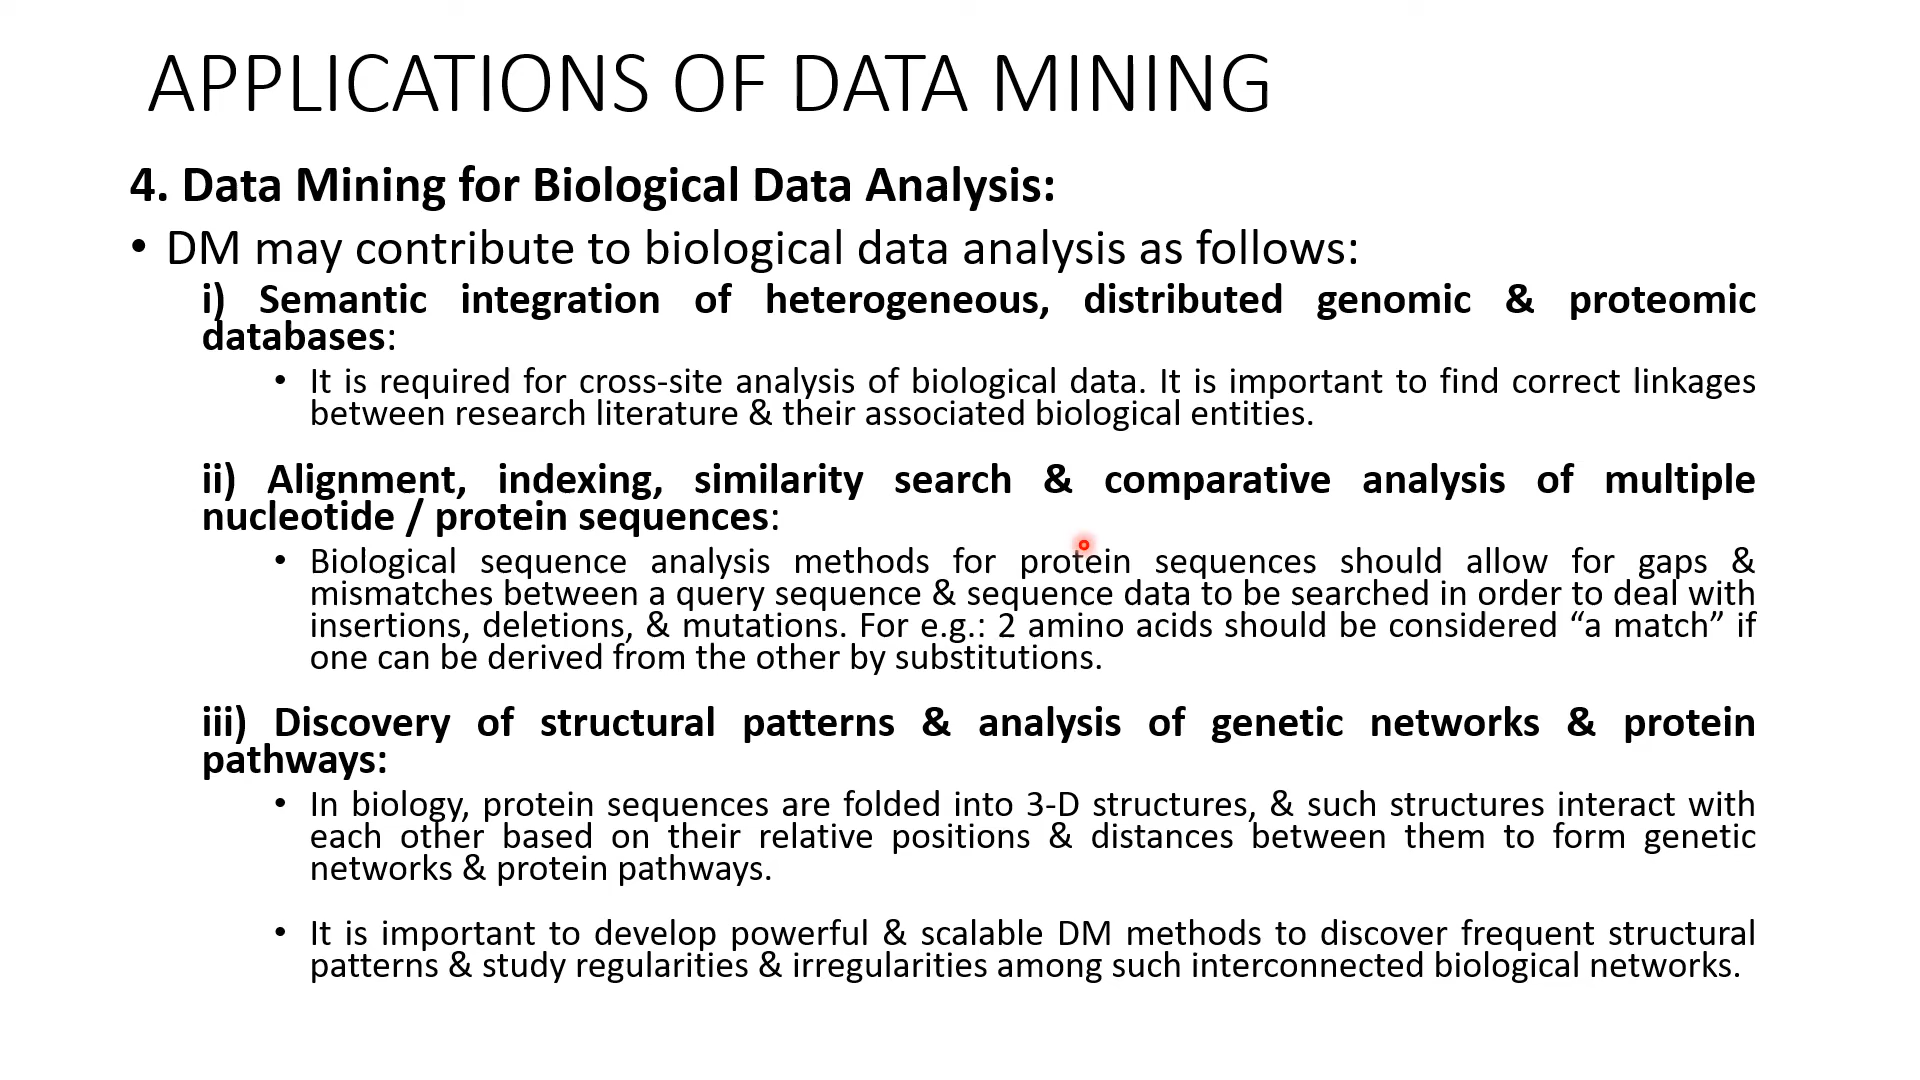 APPLICATIONS OF DATA MINING
4. Data Mining for Biological Data Analysis:
• DM may contribute to biological data analysis as follows:
i) Semantic integration of heterogeneous, distributed genomic & proteomic
databases:
• It is required for cross-site analysis of biological data. It is important to find correct linkages
between research literature & their associated biological entities.
ii) Alignment, indexing, similarity search & comparative analysis of multiple
nucleotide / protein sequences:
• Biological sequence analysis methods for protein sequences should allow for gaps &
mismatches between a query sequence & sequence data to be searched in order to deal with
insertions, deletions, & mutations. For e.g.: 2 amino acids should be considered “a match” if
one can be derived from the other by substitutions.
iii) Discovery of structural patterns & analysis of genetic networks & protein
pathways:
• In biology, protein sequences are folded into 3-D structures, & such structures interact with
each other based on their relative positions & distances between them to form genetic
networks & protein pathways.
• It is important to develop powerful & scalable DM methods to discover frequent structural
patterns & study regularities & irregularities among such interconnected biological networks.